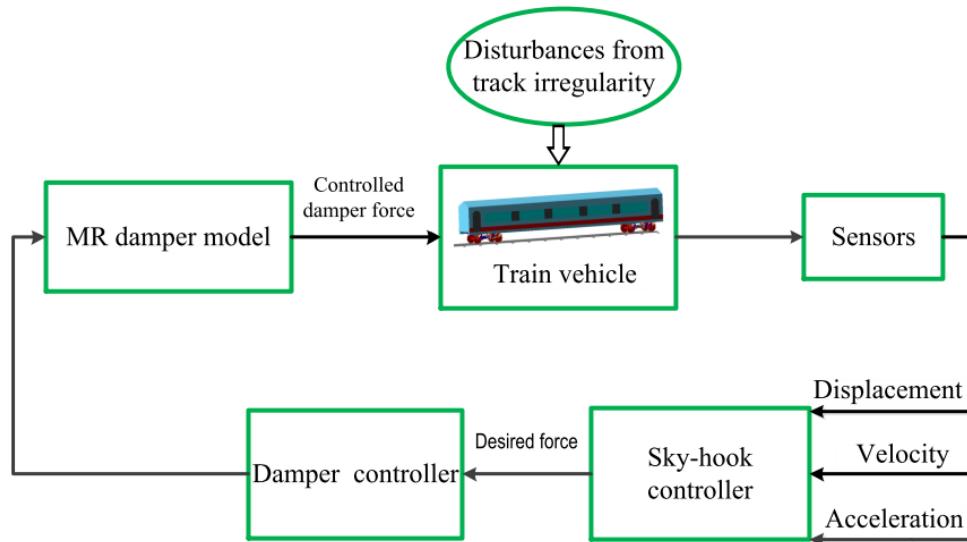 Disturbances from
track irregularity
Controlled
damper force
MR damper model
Train vehicle
Sensors
Displacement
Velocity
Acceleration
Sky-hook
controller
Desired force
Damper controller